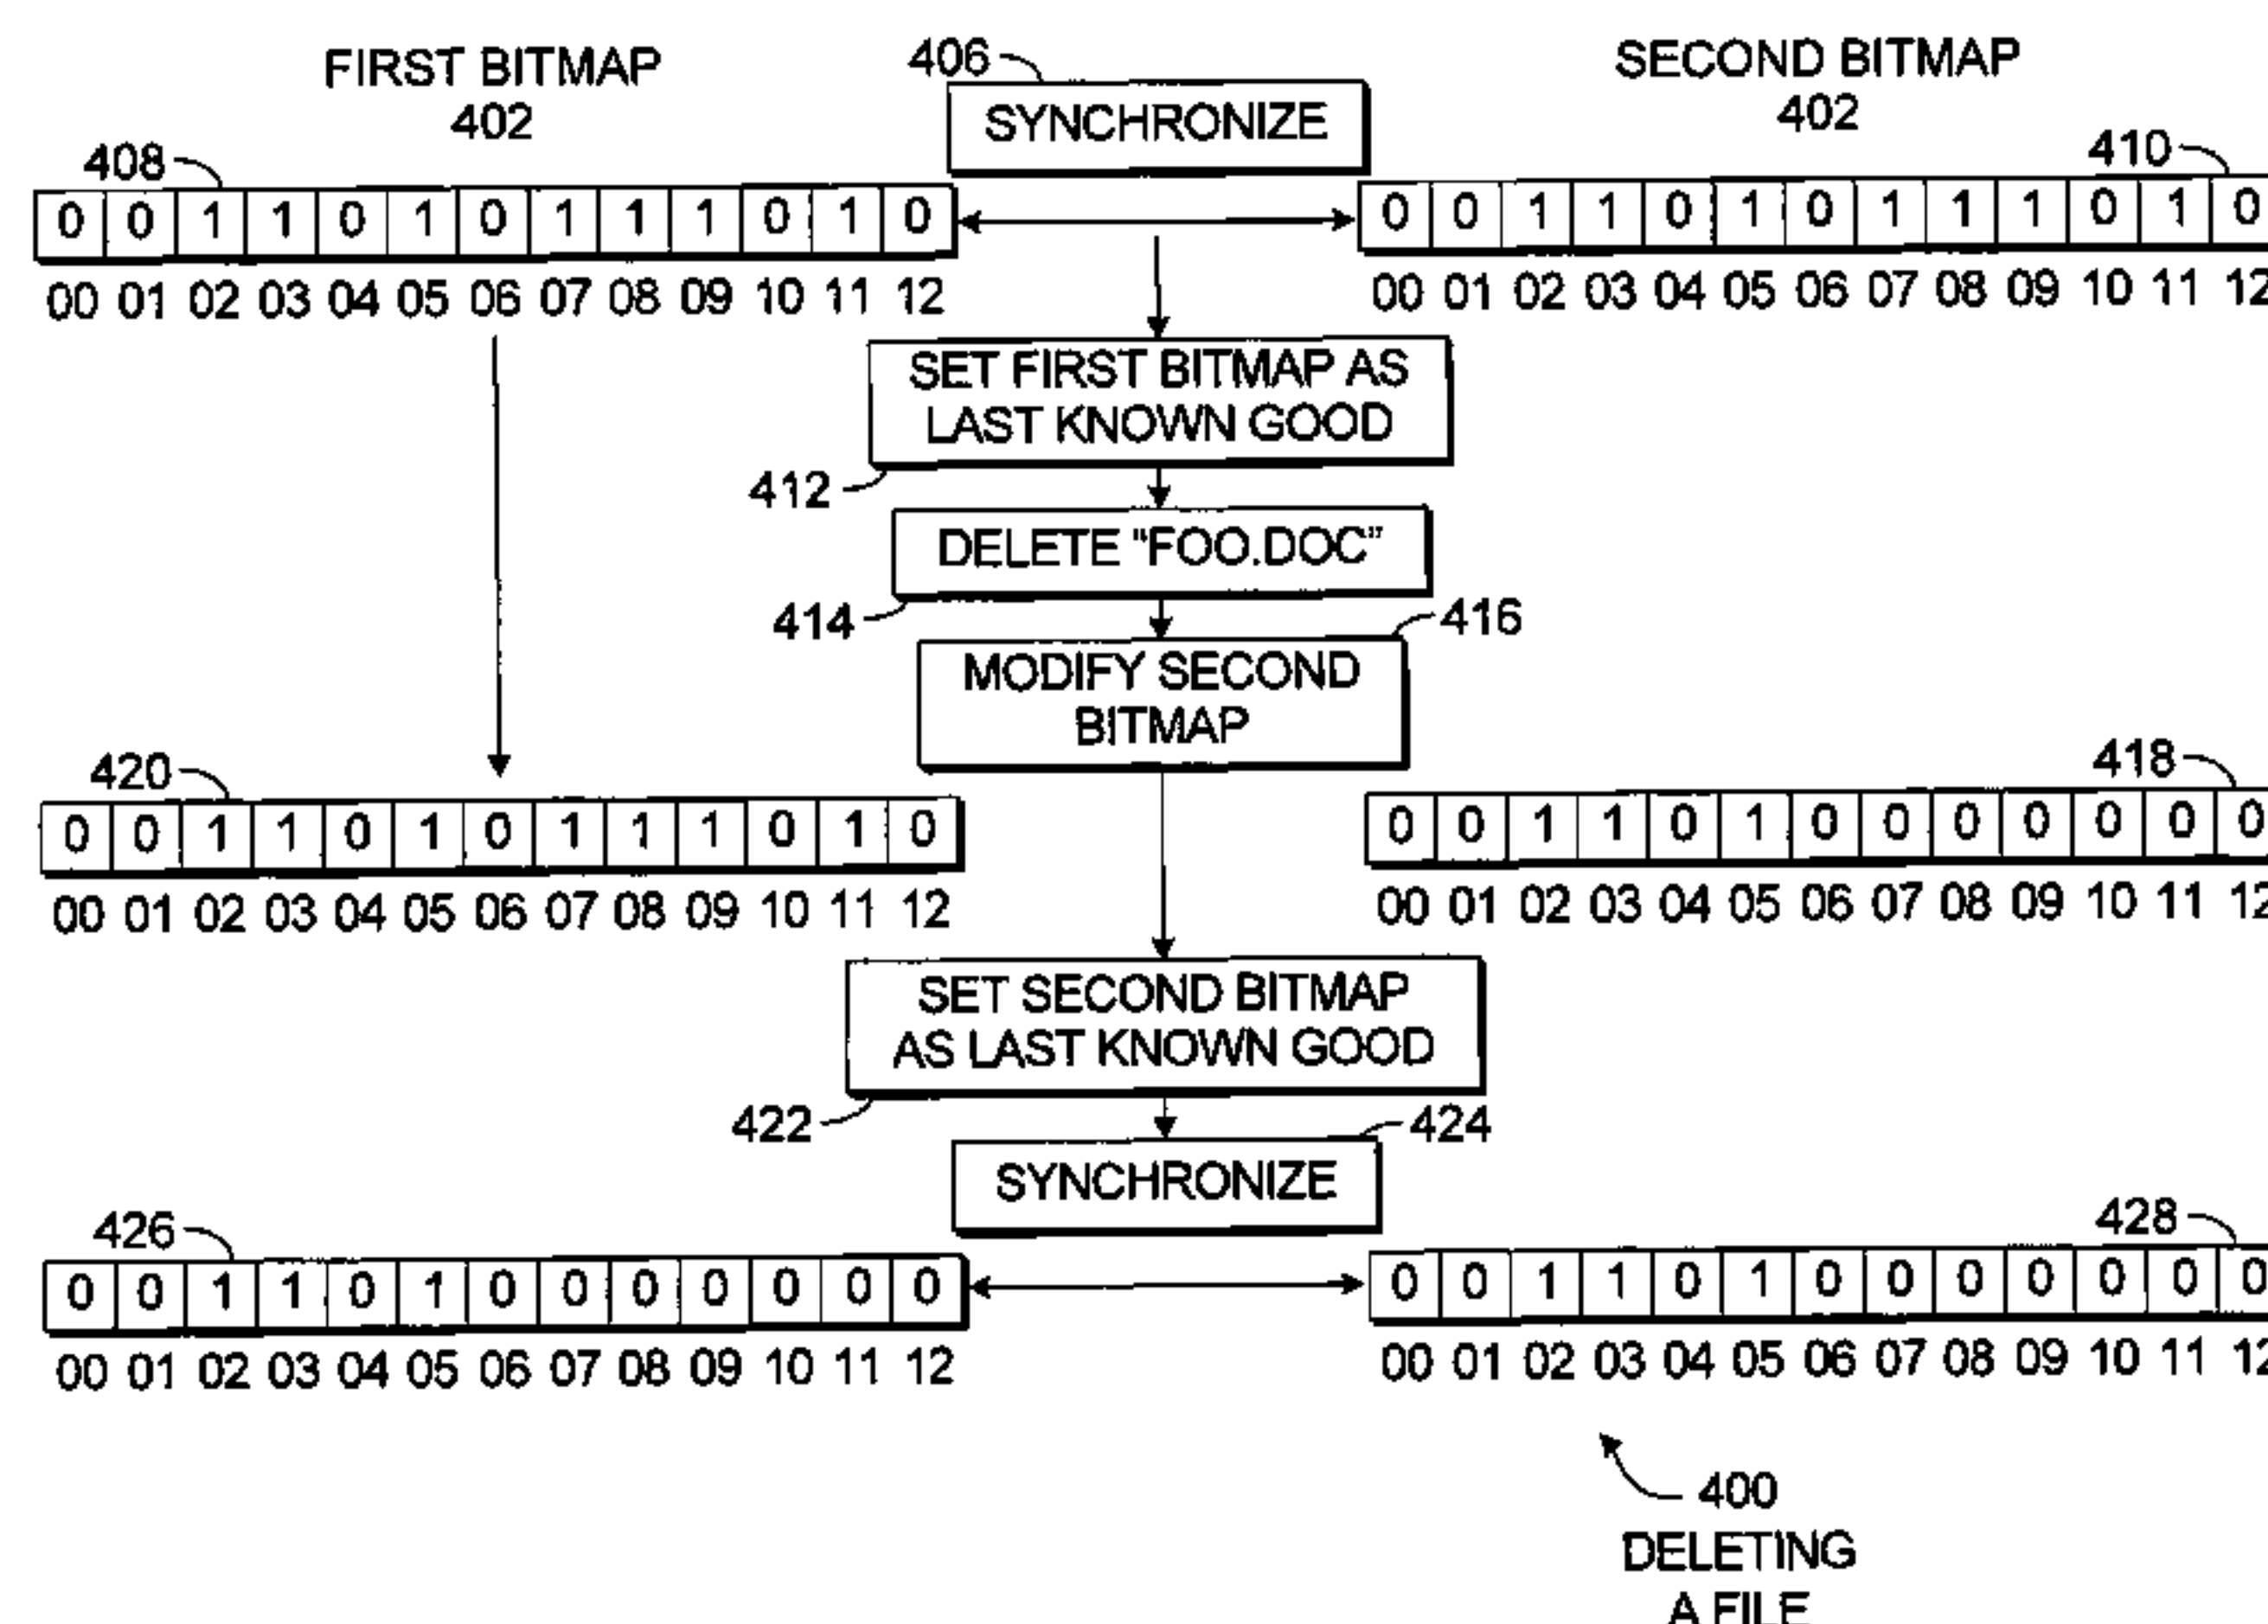 FIRST BITMAP
402
406
SYNCHRONIZE
SECOND BITMAP
402
408
410
0 0 1 1 0 1 0 1 1 1 0 1 0
0 0 1 1 0 1 0 1 1 1 0 1 0
00 01 02 03 04 05 06 07 08 09 10 11 12
00 01 02 03 04 05 06 07 08 09 10 11 12
SET FIRST BITMAP AS
LAST KNOWN GOOD
412
DELETE "FOO.DOC"
414
416
MODIFY SECOND
BITMAP
420
418
0 0 1 1 0 1 0 1 1 1 0 1 0
0 0 1 1 0 1 0 0 0 0 0 0 0
00 01 02 03 04 05 06 07 08 09 10 11 12
00 01 02 03 04 05 06 07 08 09 10 11 12
SET SECOND BITMAP
AS LAST KNOWN GOOD
422
424
SYNCHRONIZE
426
428
0 0 1 1 0 1 0 0 0 0 0 0 0
0 0 1 1 0 1 0 0 0 0 0 0 0
00 01 02 03 04 05 06 07 08 09 10 11 12
00 01 02 03 04 05 06 07 08 09 10 11 12
400
DELETING
A FILE